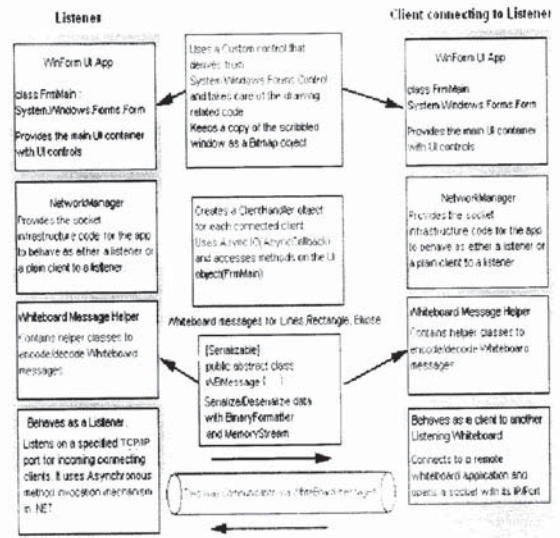 Listener
WinForm UI App
class FrmMain :
System.Windows.Forms.Form
Provides the main UI container
with UI controls
NetworkManager
Provides the socket
infrastructure code for the app
to behave as either a listener or
a plain client to a listener
Whiteboard Message Helper
Contains helper classes to
encode/decode Whiteboard
messages
Behaves as a Listener.
Listens on a specified TCP/IP
port for incoming connecting
clients. It uses Asynchronous
method invocation mechanism
in .NET
Uses a Custom control that
derives from
System.Windows.Forms.Control
and takes care of the drawing
related code
Keeps a copy of the scribbled
window as a Bitmap object
Creates a ClientHandler object
for each connected client
Uses Async IO(AsyncCallback)
and accesses methods on the UI
object(FrmMain)
Whiteboard messages for Lines,Rectangle, Ellipse
[Serializable]
public abstract class
WBMessage {.....}
Serialize/Deserialize data
with BinaryFormatter
and MemoryStream
Two way Communication via WhiteBoard messages
Client connecting to Listener
WinForm UI App
class FrmMain
System.Windows.Forms.Form
Provides the main UI container
with UI controls
NetworkManager
Provides the socket
infrastructure code for the app
to behave as either a listener or
a plain client to a listener
Whiteboard Message Helper
Contains helper classes to
encode/decode Whiteboard
messages
Behaves as a client to another
Listening Whiteboard
Connects to a remote
whiteboard application and
opens a socket with its IP/Port